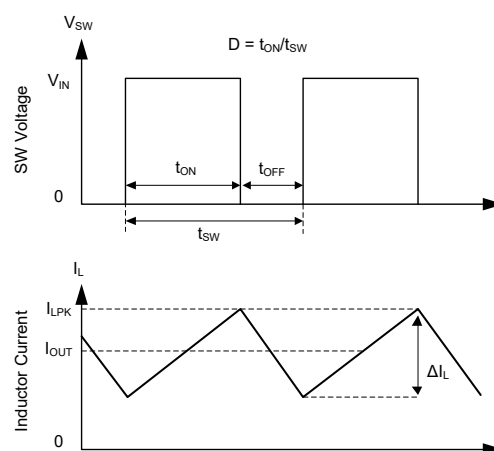 V_SW
D = t_ON/t_SW
V_IN
SW Voltage
t_ON
t_OFF
0
t_SW
I_L
I_LPK
I_OUT
Inductor Current
ΔI_L
0